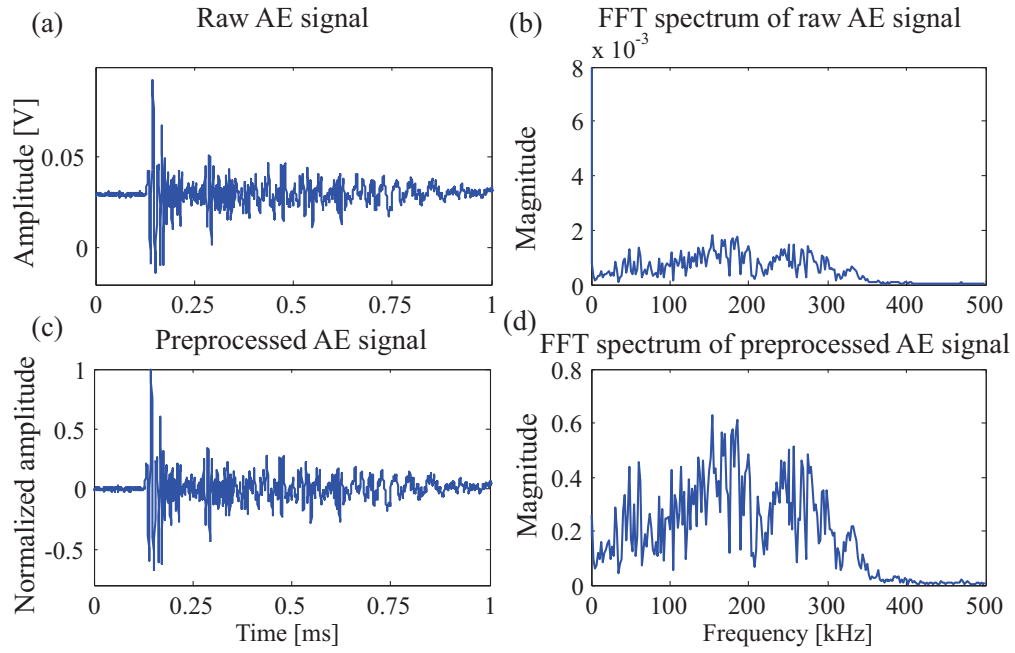 (a) Raw AE signal
(b) FFT spectrum of raw AE signal
x 10-3
Amplitude [V]
0.05
0
0 0.25 0.5 0.75 1
Magnitude
8
6
4
2
0
0 100 200 300 400 500
(c) Preprocessed AE signal
(d) FFT spectrum of preprocessed AE signal
Normalized amplitude
1
0.5
0
-0.5
0 0.25 0.5 0.75 1
Time [ms]
Magnitude
0.8
0.6
0.4
0.2
0
0 100 200 300 400 500
Frequency [kHz]